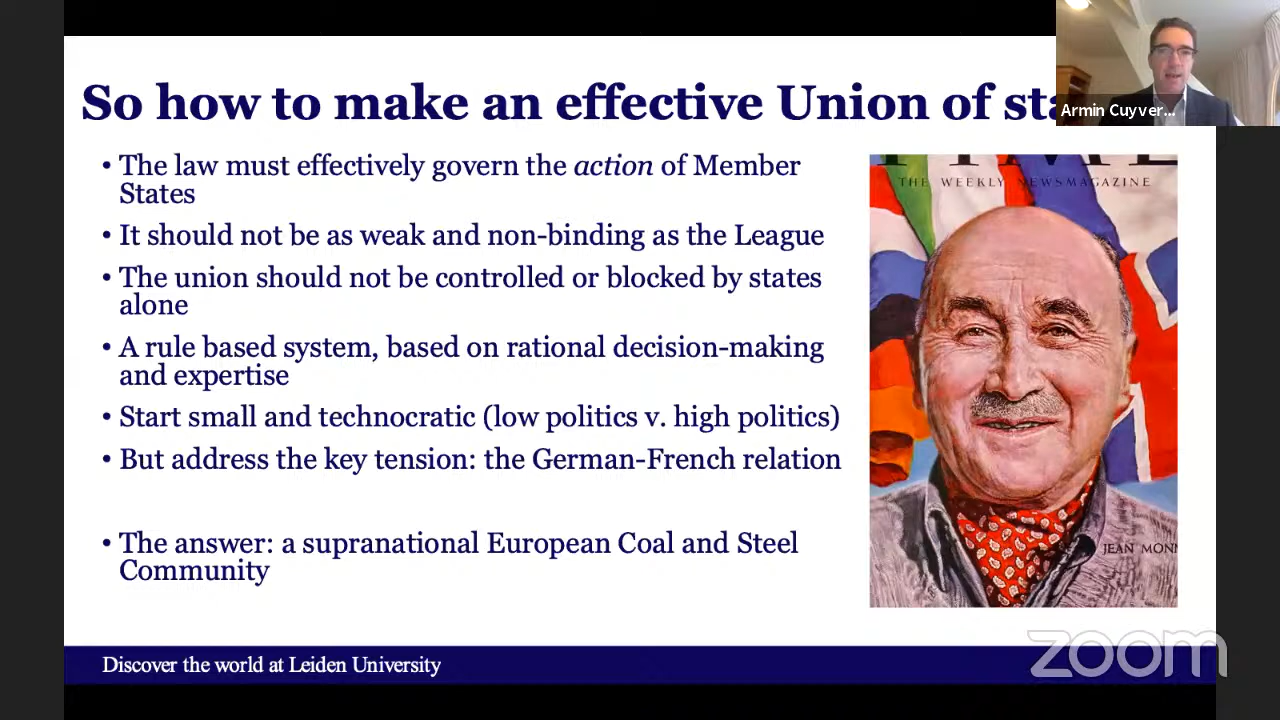 So how to make an effective Union of sta
Armin Cuyver...
• The law must effectively govern the action of Member
States
• It should not be as weak and non-binding as the League
• The union should not be controlled or blocked by states
alone
• A rule based system, based on rational decision-making
and expertise
• Start small and technocratic (low politics v. high politics)
• But address the key tension: the German-French relation
• The answer: a supranational European Coal and Steel
Community
TIME
THE WEEKLY NEWSMAGAZINE
JEAN MONN
Discover the world at Leiden University
zoom